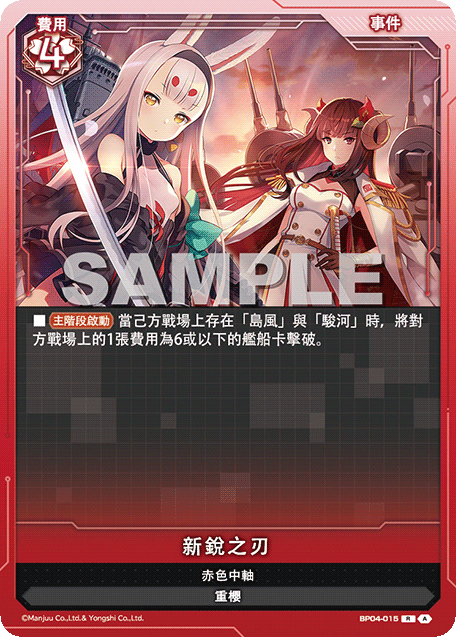 費用
事件
4
SAMPLE
■ 主階段啟動 當己方戰場上存在「島風」與「駿河」時，將對
方戰場上的1張費用為6或以下的艦船卡擊破。
新銳之刃
赤色中軸
重櫻
©Manjuu Co.,Ltd.& Yongshi Co.,Ltd. BP04-015 R A